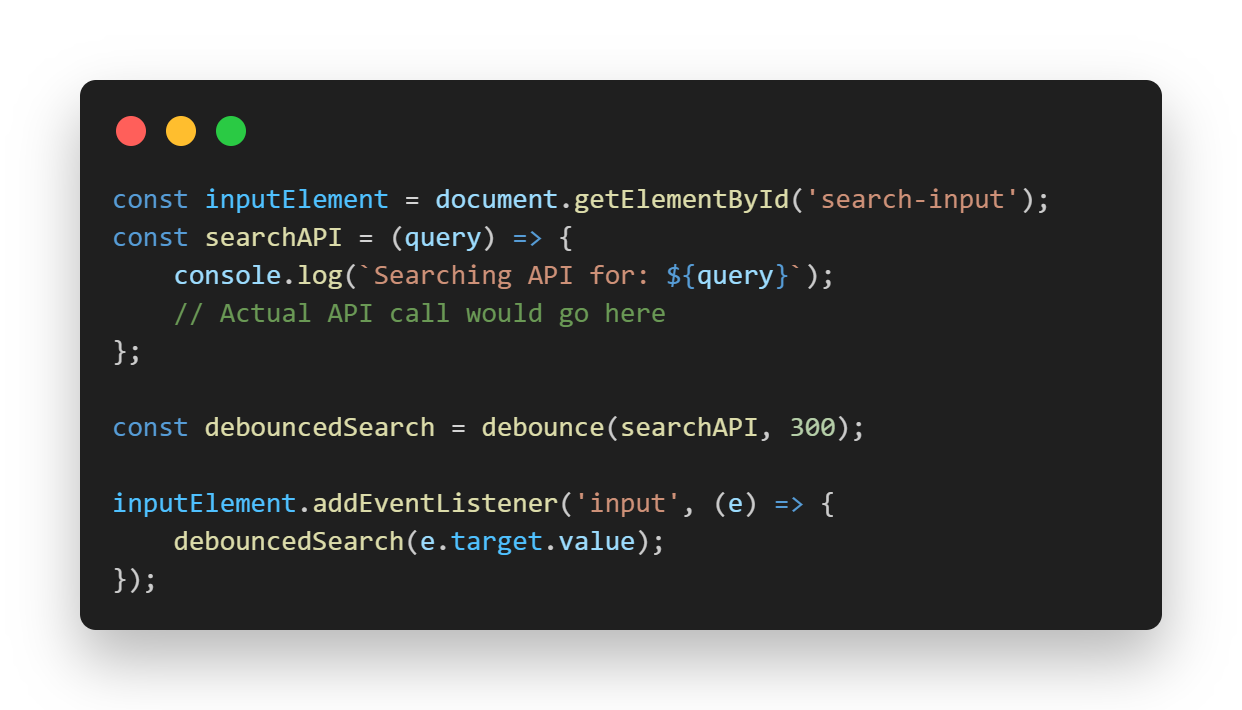 const inputElement = document.getElementById('search-input');
const searchAPI = (query) => {
    console.log(`Searching API for: ${query}`);
    // Actual API call would go here
};

const debouncedSearch = debounce(searchAPI, 300);

inputElement.addEventListener('input', (e) => {
    debouncedSearch(e.target.value);
});